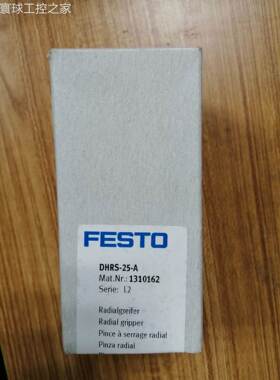 寰球工控之家
FESTO
DHRS-25-A
Mat.Nr.: 1310162
Serie: L2
Radialgreifer
Radial gripper
Pince à serrage radial
Pinza radial